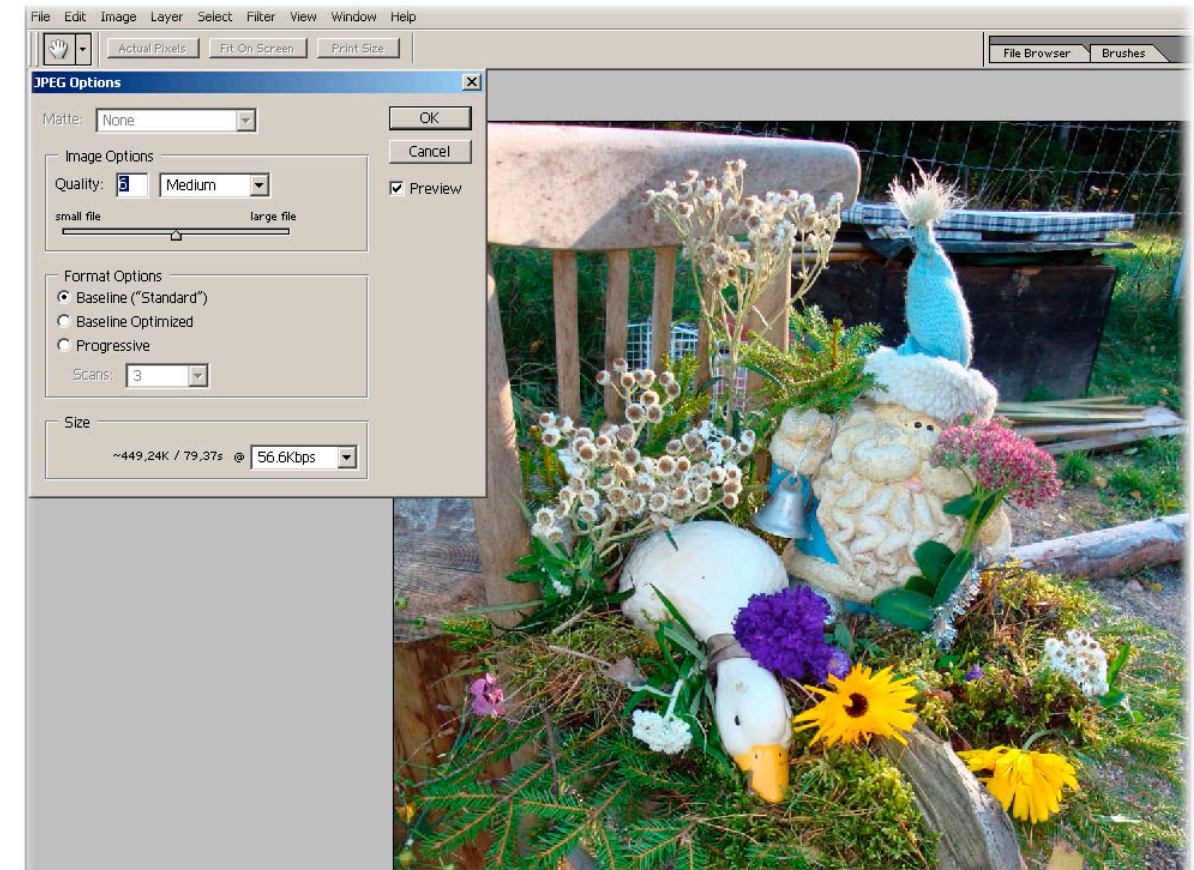 File Edit Image Layer Select Filter View Window Help
Actual Pixels Fit On Screen Print Size
File Browser Brushes
JPEG Options
Matte: None
OK
Cancel
Preview
Image Options
Quality: 6 Medium
small file large file
Format Options
Baseline ("Standard")
Baseline Optimized
Progressive
Scans: 3
Size
~449,24K / 79,37s @ 56.6Kbps